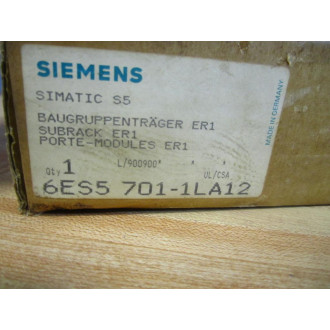 SIEMENS
SIMATIC S5
BAUGRUPPENTRÄGER ER1
SUBRACK ER1
PORTE-MODULES ER1
L/900900* * *
Qty 1 UL/CSA
6ES5 701-1LA12
MADE IN GERMANY